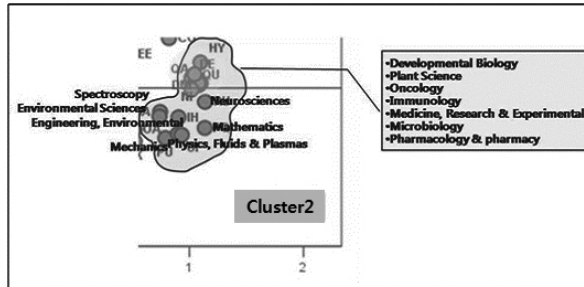 CO
EE
HY
•Developmental Biology
•Plant Science
•Oncology
•Immunology
•Medicine, Research & Experimental
•Microbiology
•Pharmacology & pharmacy
Spectroscopy
Neurosciences
Environmental Sciences
Engineering, Environmental
Mathematics
Mechanics
Physics, Fluids & Plasmas
Cluster2
1
2